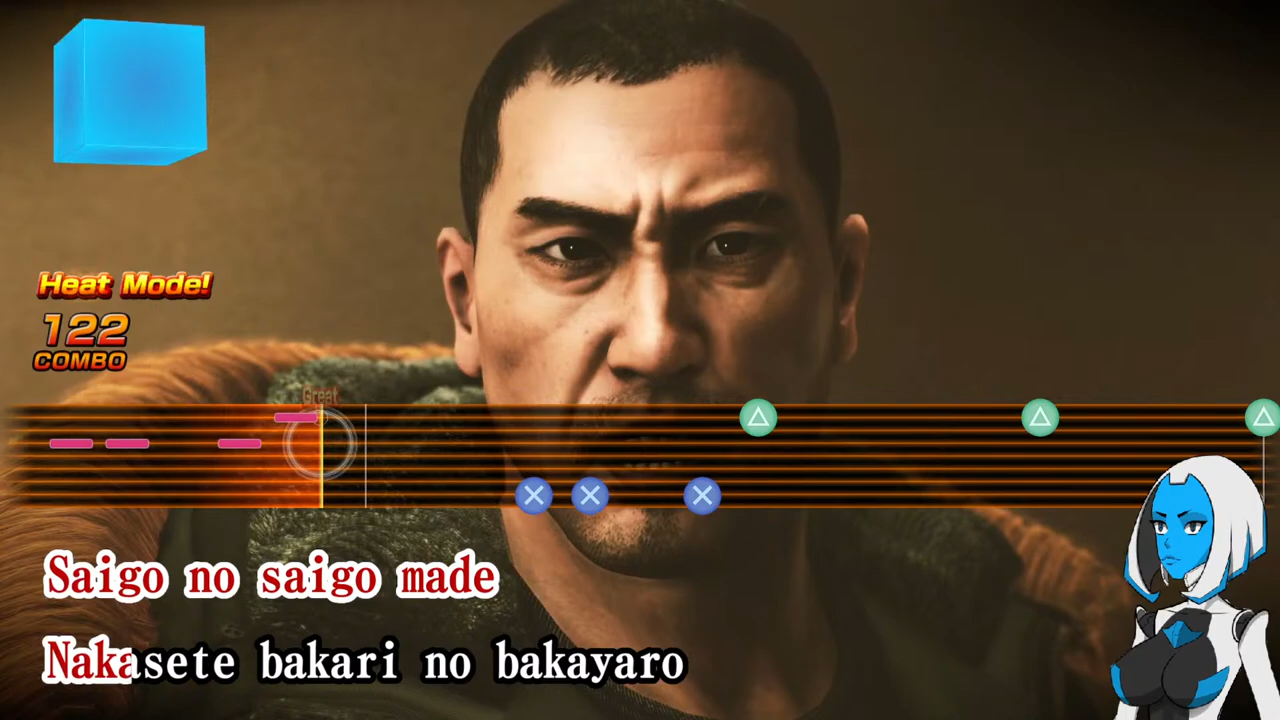 Heat Mode!
122
COMBO
Great
Saigo no saigo made
Nakasete bakari no bakayaro